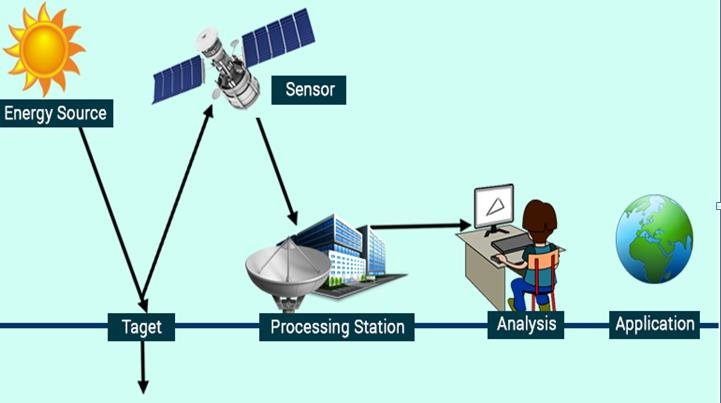 Energy Source
Sensor
Taget
Processing Station
Analysis
Application